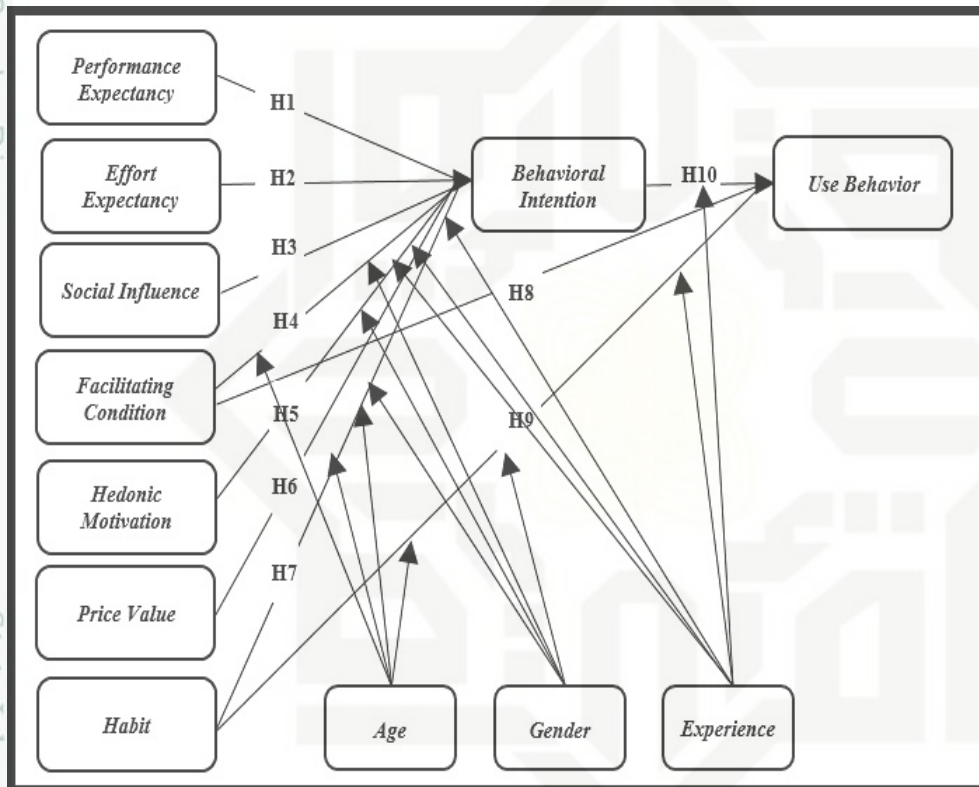 Performance
Expectancy
H1
Effort
Expectancy
H2
Behavioral
Intention
H10
Use Behavior
Social Influence
H3
H4
H8
Facilitating
Condition
H5
H9
Hedonic
Motivation
H6
H7
Price Value
Habit
Age
Gender
Experience